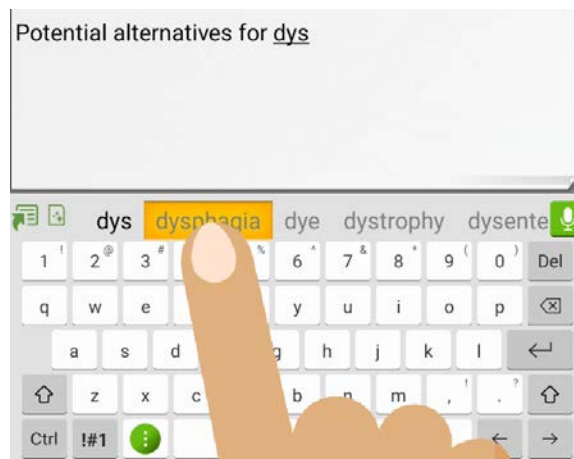 Potential alternatives for dys
dys dysphagia dye dystrophy dysente
1 ! 2 @ 3 # % 6 ^ 7 & 8 * 9 ( 0 ) Del
q w e y u i o p
a s d g h j k l
z x c b n m , ! . ?
Ctrl !#1